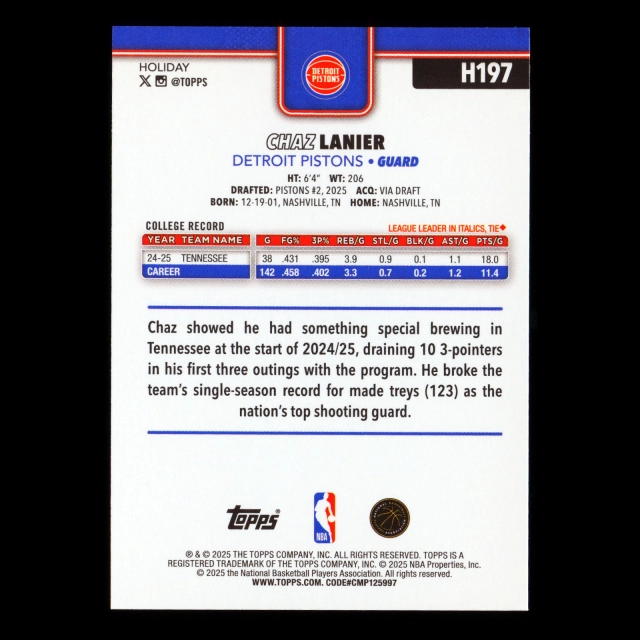 HOLIDAY
@TOPPS
DETROIT PISTONS
H197
CHAZ LANIER
DETROIT PISTONS • GUARD
HT: 6'4" WT: 206
DRAFTED: PISTONS #2, 2025 ACQ: VIA DRAFT
BORN: 12-19-01, NASHVILLE, TN HOME: NASHVILLE, TN
COLLEGE RECORD LEAGUE LEADER IN ITALICS, TIE♦
YEAR TEAM NAME G FG% 3P% REB/G STL/G BLK/G AST/G PTS/G
24-25 TENNESSEE 38 .431 .395 3.9 0.9 0.1 1.1 18.0
CAREER 142 .458 .402 3.3 0.7 0.2 1.2 11.4
Chaz showed he had something special brewing in
Tennessee at the start of 2024/25, draining 10 3-pointers
in his first three outings with the program. He broke the
team's single-season record for made treys (123) as the
nation's top shooting guard.
Topps®
NBA
® & © 2025 THE TOPPS COMPANY, INC. ALL RIGHTS RESERVED. TOPPS IS A
REGISTERED TRADEMARK OF THE TOPPS COMPANY, INC. © 2025 NBA Properties, Inc.
© 2025 the National Basketball Players Association. All rights reserved.
WWW.TOPPS.COM. CODE#CMP125997